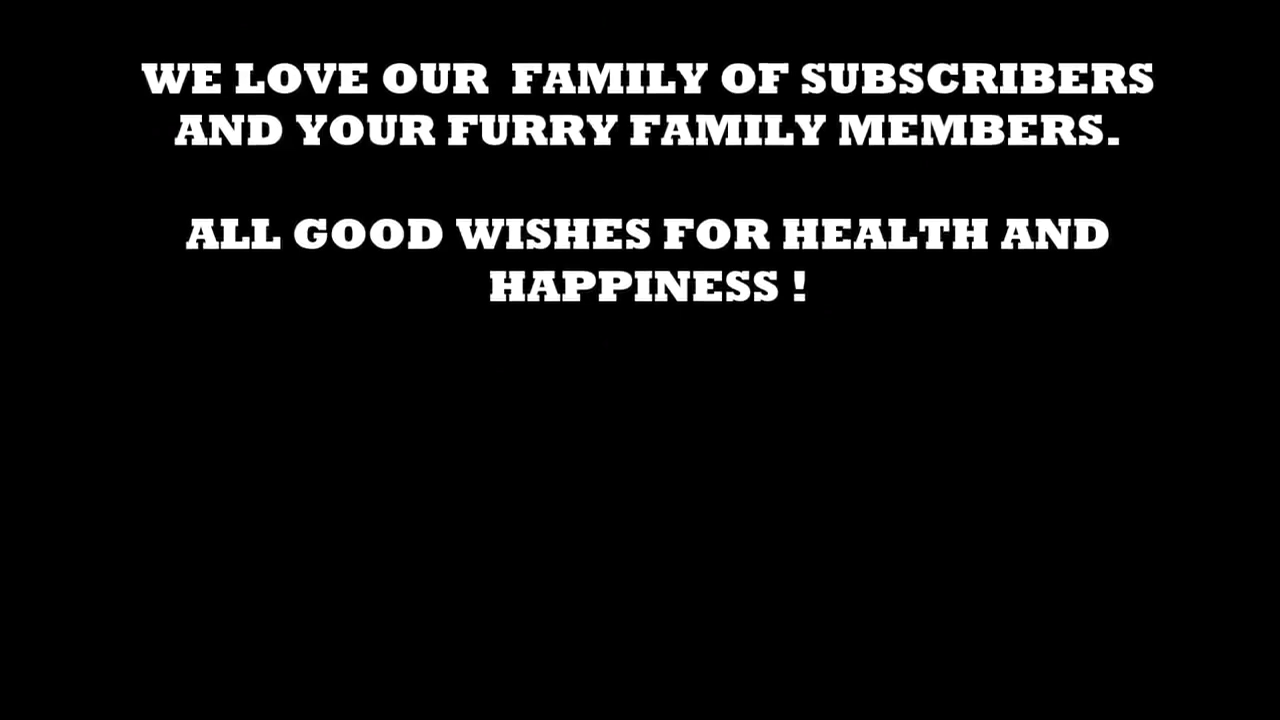 WE LOVE OUR  FAMILY OF SUBSCRIBERS
AND YOUR FURRY FAMILY MEMBERS.
ALL GOOD WISHES FOR HEALTH AND
HAPPINESS !